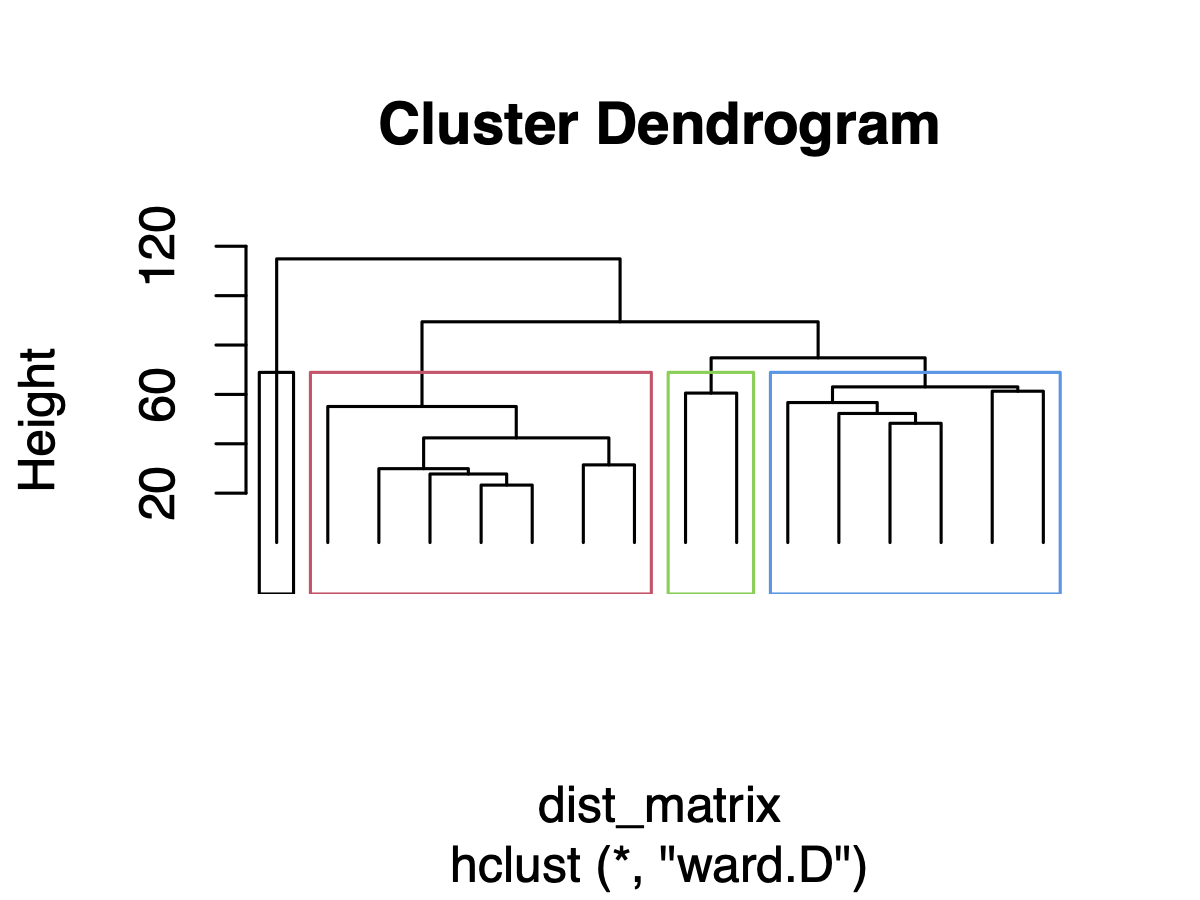 Cluster Dendrogram
Height
120
60
20
dist_matrix
hclust (*, "ward.D")